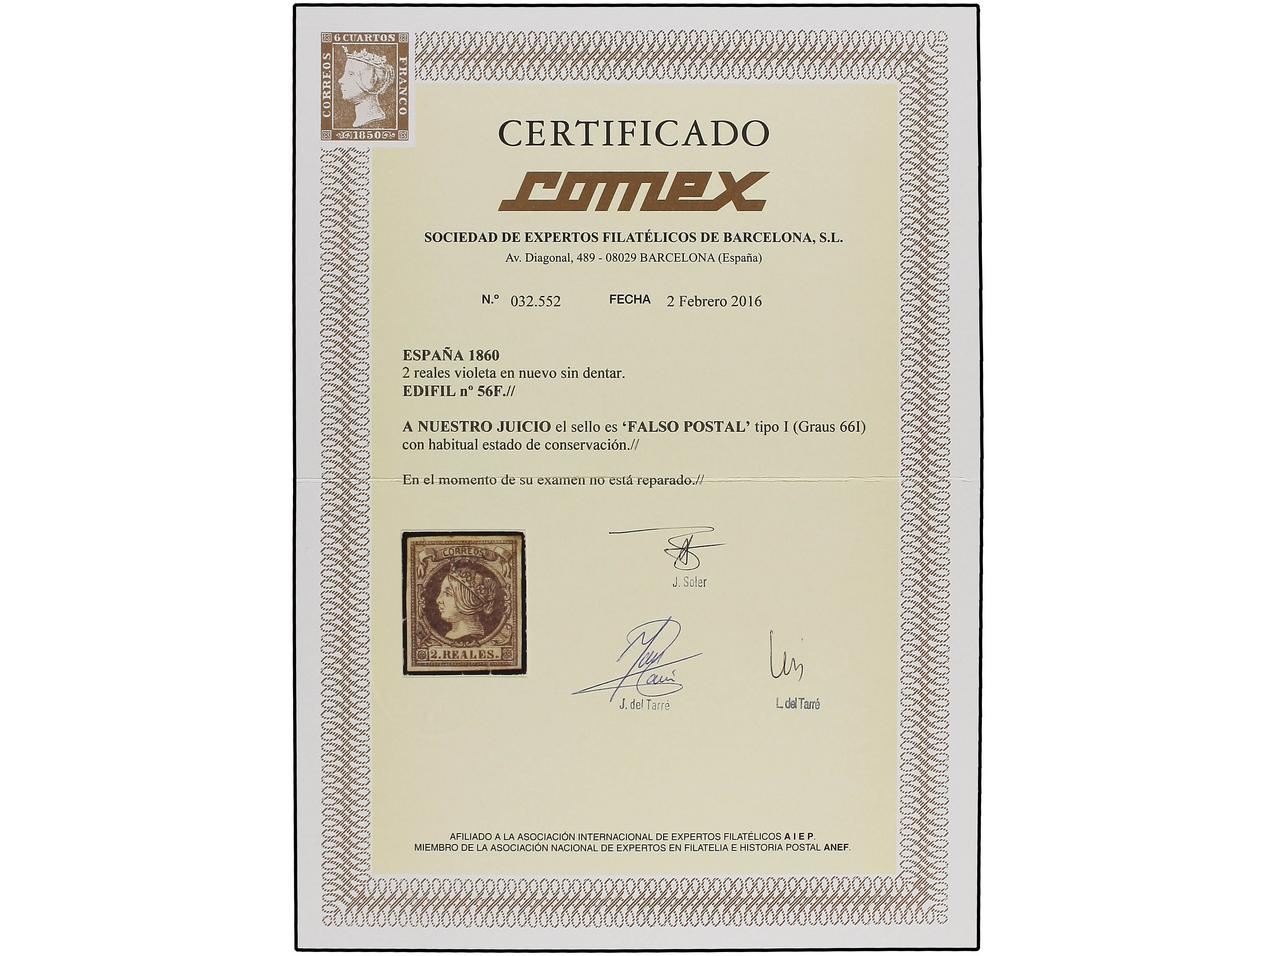 6 CUARTOS
CORREOS
FRANCO
1850
CERTIFICADO
comex
SOCIEDAD DE EXPERTOS FILATÉLICOS DE BARCELONA, S.L.
Av. Diagonal, 489 - 08029 BARCELONA (España)
N.º 032.552 FECHA 2 Febrero 2016
ESPAÑA 1860
2 reales violeta en nuevo sin dentar.
EDIFIL nº 56F.//
A NUESTRO JUICIO el sello es ‘FALSO POSTAL’ tipo I (Graus 66I)
con habitual estado de conservación.//
En el momento de su examen no está reparado.//
CORREOS
2. REALES.
J. Soler
J. del Tarré
L. del Tarré
AFILIADO A LA ASOCIACIÓN INTERNACIONAL DE EXPERTOS FILATÉLICOS A I E P.
MIEMBRO DE LA ASOCIACIÓN NACIONAL DE EXPERTOS EN FILATELIA E HISTORIA POSTAL ANEF.